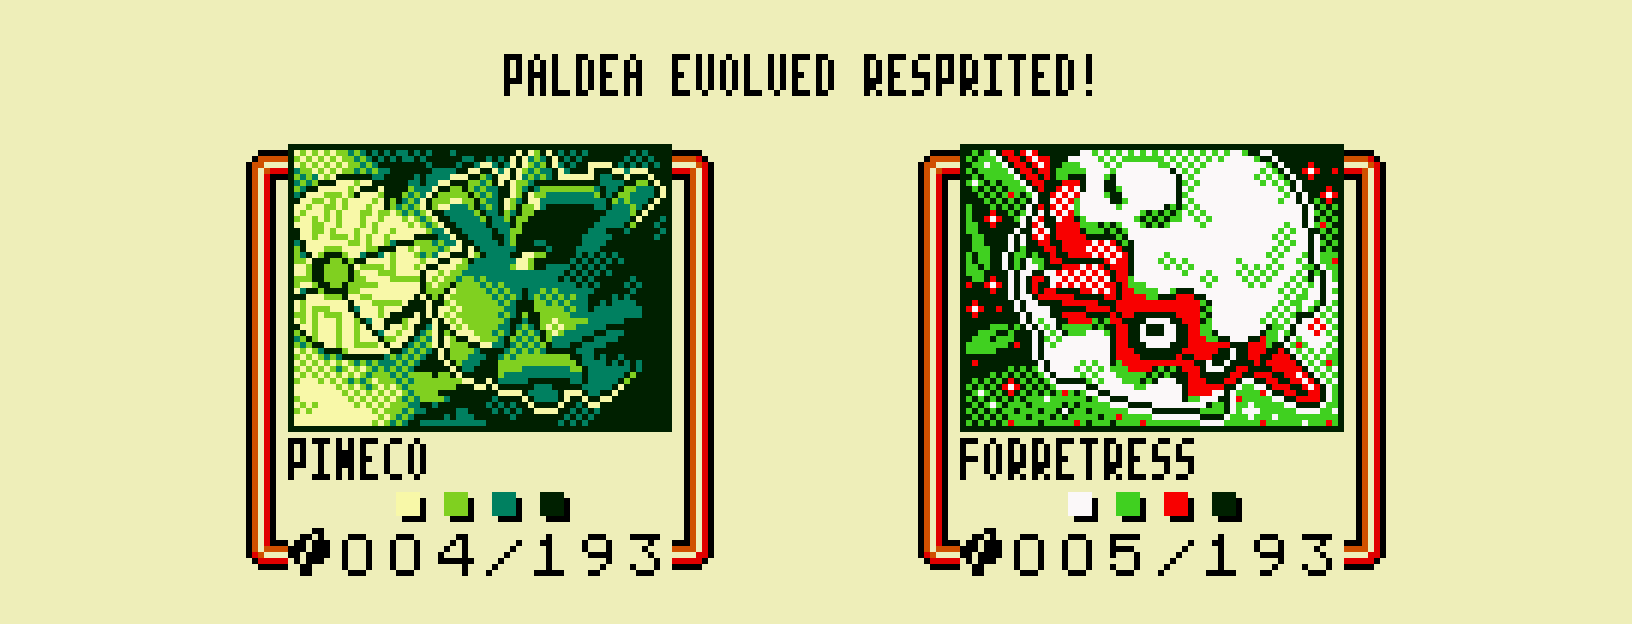 PALDEA EVOLVED RESPRITED!
PINECO
004/193
FORRETRESS
005/193